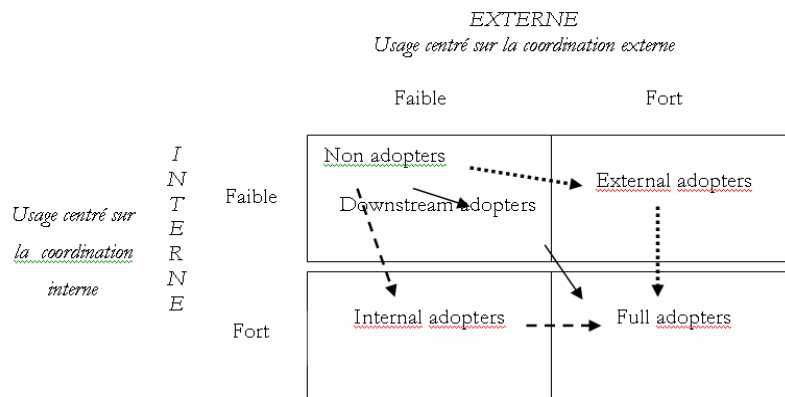 EXTERNE
Usage centré sur la coordination externe
Faible
Fort
INTERNE
Usage centré sur
la coordination
interne
Faible
Non adopters
Downstream adopters
External adopters
Fort
Internal adopters
Full adopters